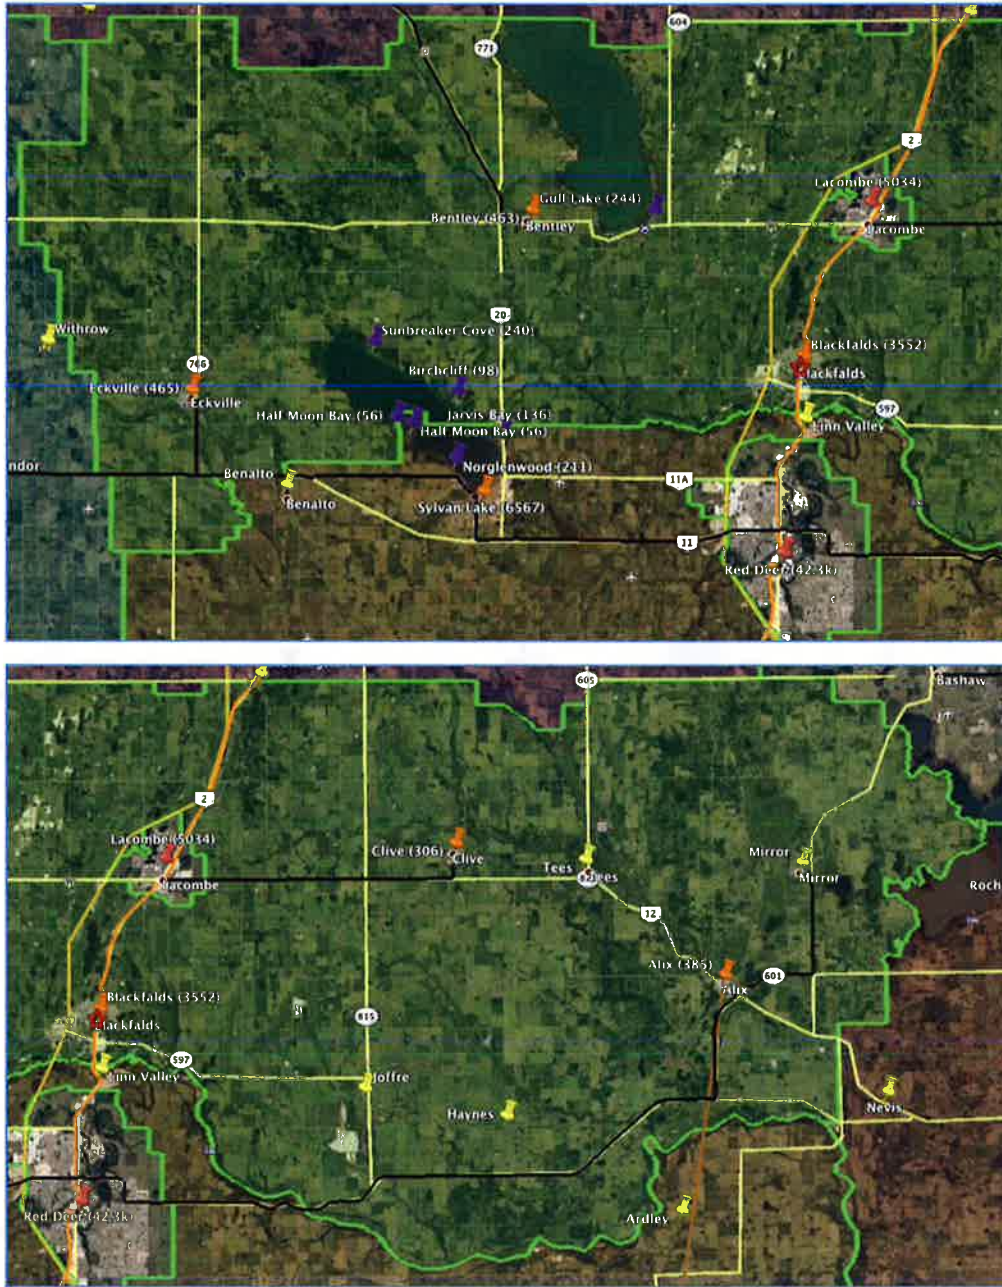 604
771
2
Lacombe (5034)
Gull Lake (244)
Bentley (463)
Bentley
Lacombe
Withrow
20
Sunbreaker Cove (240)
Blackfalds (3552)
766
Birchcliff (98)
Blackfalds
Eckville (465)
Eckville
Half Moon Bay (56)
Jarvis Bay (136)
597
Half Moon Bay (56)
Linn Valley
ndor
Benalto
Norglenwood (211)
11A
Benalto
Sylvan Lake (6567)
11
Red Deer (42.3k)
605
Bashaw
2
Lacombe (5034)
Clive (306)
Clive
Tees
Tees
Mirror
Mirror
Lacombe
Roch
12
Alix (385)
601
Alix
Blackfalds (3552)
815
Blackfalds
597
Linn Valley
Joffre
Haynes
Nevis
Red Deer (42.3k)
Ardley